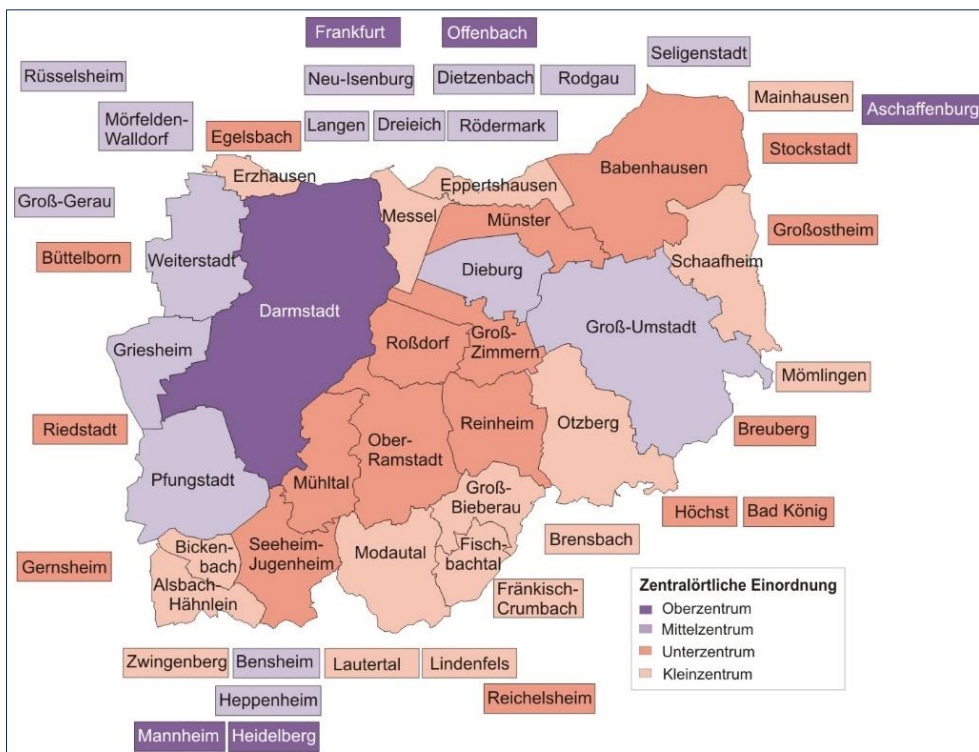 Frankfurt
Offenbach
Seligenstadt
Rüsselsheim
Neu-Isenburg
Dietzenbach
Rodgau
Mainhausen
Aschaffenburg
Mörfelden-
Walldorf
Egelsbach
Langen
Dreieich
Rödermark
Stockstadt
Babenhausen
Erzhausen
Eppertshausen
Groß-Gerau
Messel
Münster
Großostheim
Büttelborn
Weiterstadt
Dieburg
Schaafheim
Darmstadt
Groß-Umstadt
Griesheim
Roßdorf
Groß-
Zimmern
Mömlingen
Riedstadt
Ober-
Ramstadt
Reinheim
Otzberg
Breuberg
Pfungstadt
Mühltal
Groß-
Bieberau
Höchst
Bad König
Gernsheim
Bicken-
bach
Seeheim-
Jugenheim
Modautal
Fisch-
bachtal
Brensbach
Alsbach-
Hähnlein
Fränkisch-
Crumbach
Zentralörtliche Einordnung
Oberzentrum
Mittelzentrum
Unterzentrum
Kleinzentrum
Zwingenberg
Bensheim
Lautertal
Lindenfels
Heppenheim
Reichelsheim
Mannheim
Heidelberg